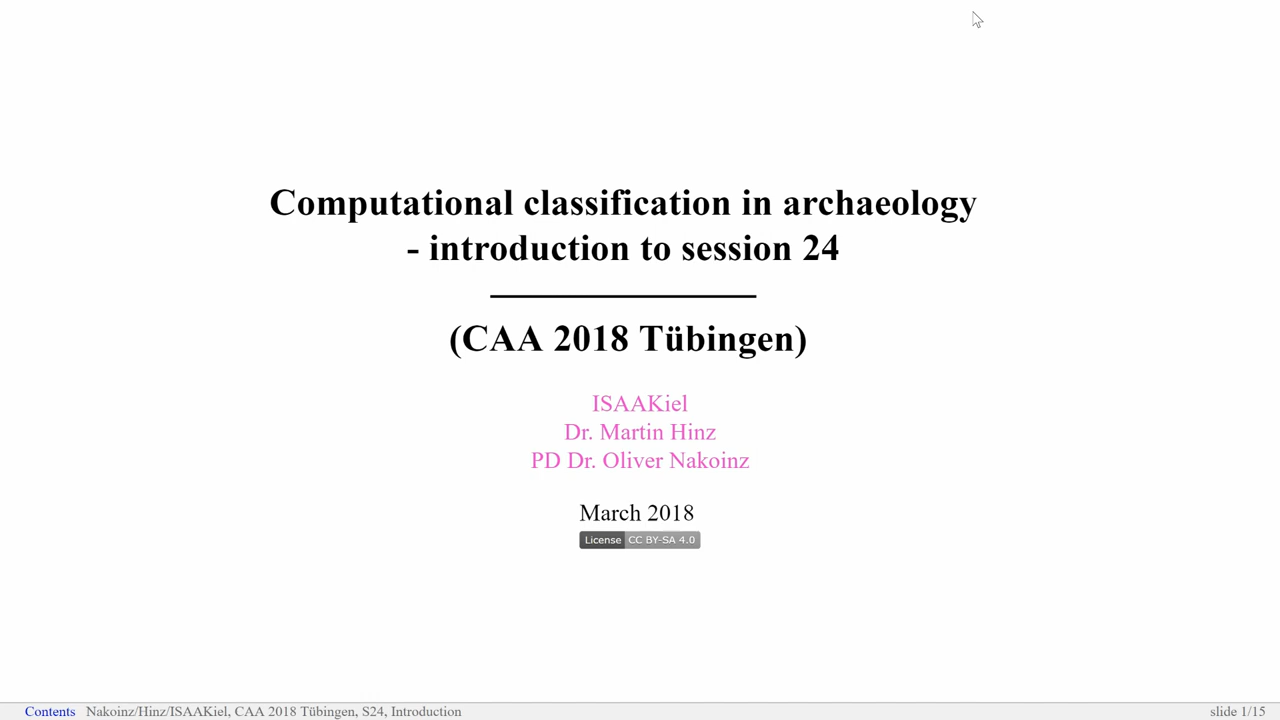 Computational classification in archaeology
- introduction to session 24
(CAA 2018 Tübingen)
ISAAKiel
Dr. Martin Hinz
PD Dr. Oliver Nakoinz
March 2018
License CC BY-SA 4.0
Contents Nakoinz/Hinz/ISAAKiel, CAA 2018 Tübingen, S24, Introduction slide 1/15